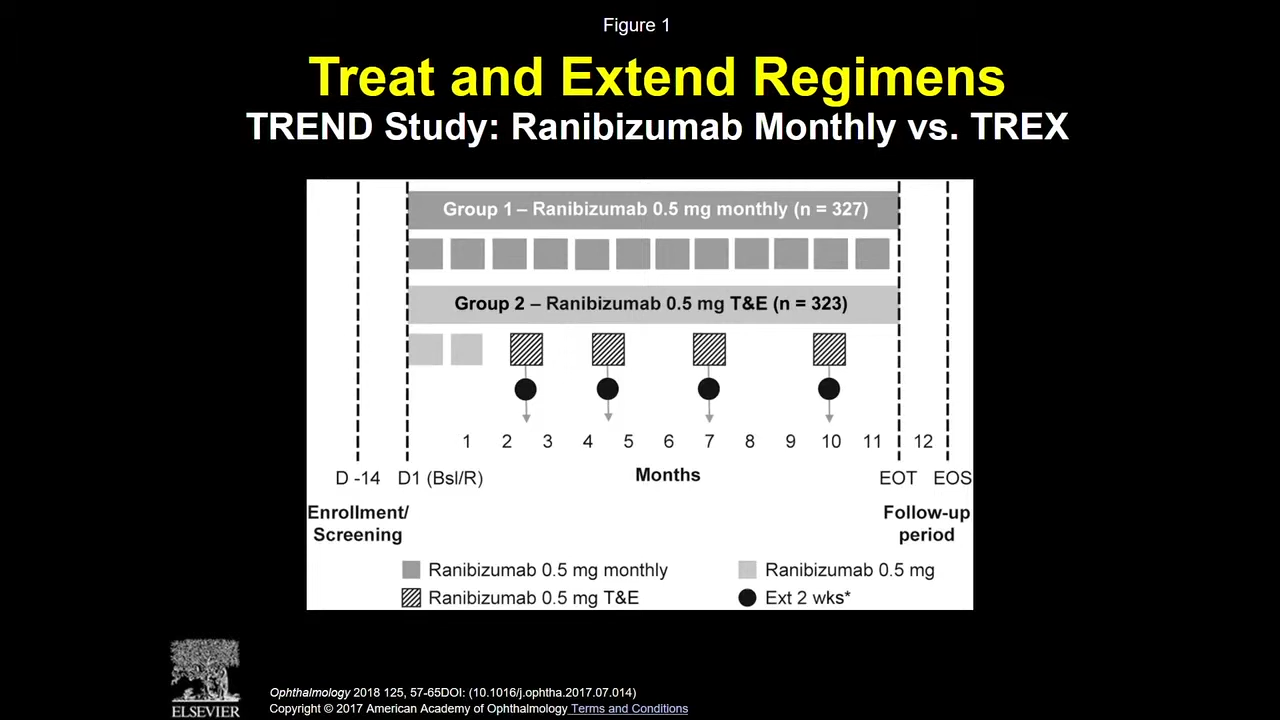 Figure 1
Treat and Extend Regimens
TREND Study: Ranibizumab Monthly vs. TREX
Group 1 – Ranibizumab 0.5 mg monthly (n = 327)
Group 2 – Ranibizumab 0.5 mg T&E (n = 323)
1 2 3 4 5 6 7 8 9 10 11 12
D -14 D1 (Bsl/R) Months EOT EOS
Enrollment/
Screening
Follow-up
period
Ranibizumab 0.5 mg monthly
Ranibizumab 0.5 mg
Ranibizumab 0.5 mg T&E
Ext 2 wks*
ELSEVIER
Ophthalmology 2018 125, 57-65DOI: (10.1016/j.ophtha.2017.07.014)
Copyright © 2017 American Academy of Ophthalmology Terms and Conditions